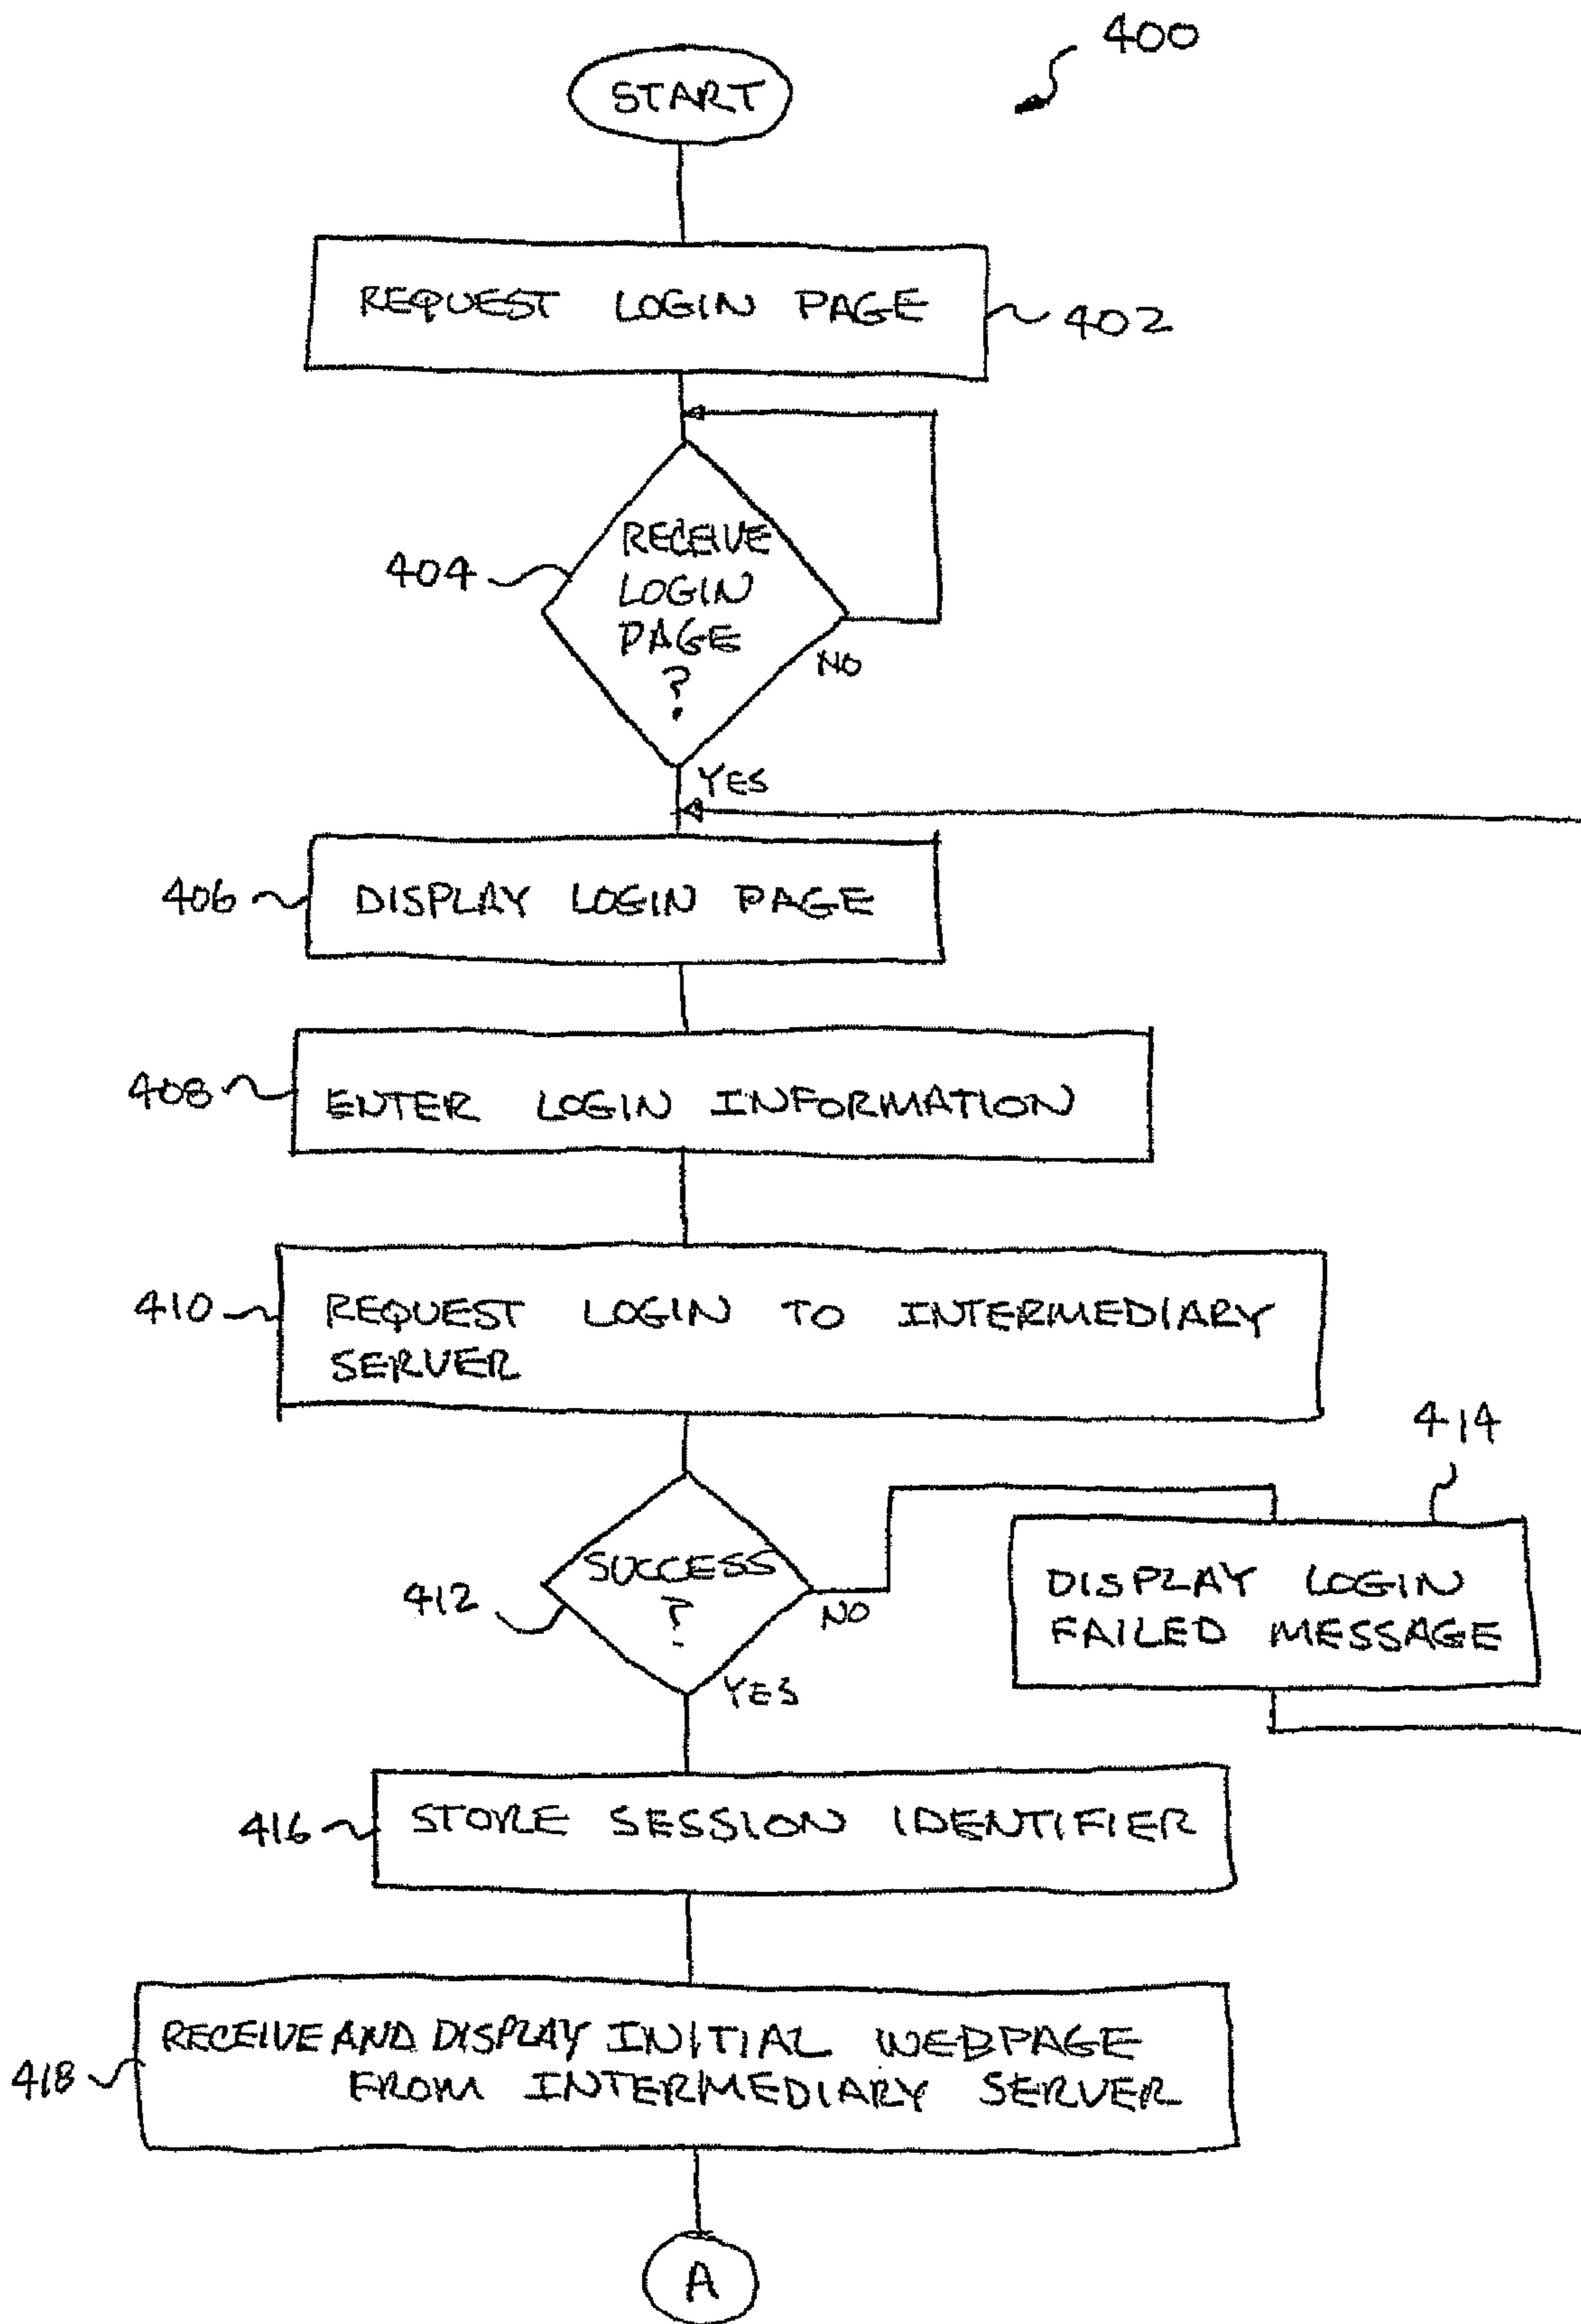 400
START
REQUEST LOGIN PAGE
402
RECEIVE
LOGIN
PAGE
?
404
NO
YES
406
DISPLAY LOGIN PAGE
408
ENTER LOGIN INFORMATION
410
REQUEST LOGIN TO INTERMEDIARY
SERVER
414
SUCCESS
?
412
NO
DISPLAY LOGIN
FAILED MESSAGE
YES
416
STORE SESSION IDENTIFIER
418
RECEIVE AND DISPLAY INITIAL WEBPAGE
FROM INTERMEDIARY SERVER
A